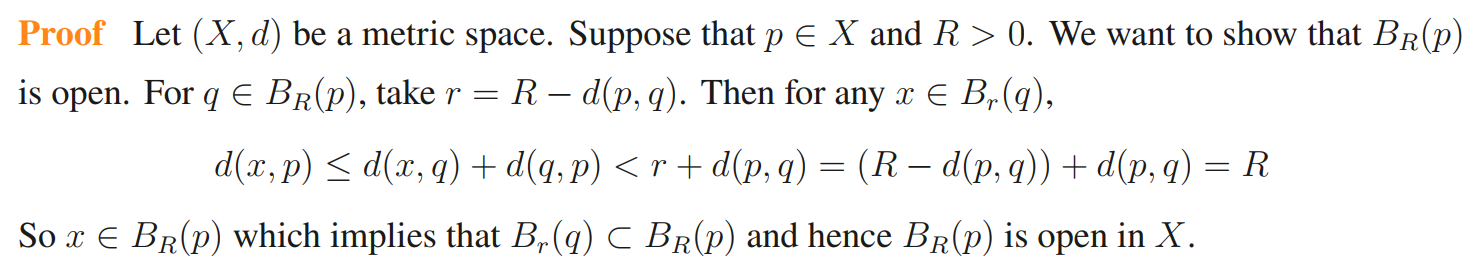 Proof Let (X, d) be a metric space. Suppose that p ∈ X and R > 0. We want to show that B_R(p)
is open. For q ∈ B_R(p), take r = R − d(p, q). Then for any x ∈ B_r(q),
d(x, p) ≤ d(x, q) + d(q, p) < r + d(p, q) = (R − d(p, q)) + d(p, q) = R
So x ∈ B_R(p) which implies that B_r(q) ⊂ B_R(p) and hence B_R(p) is open in X.